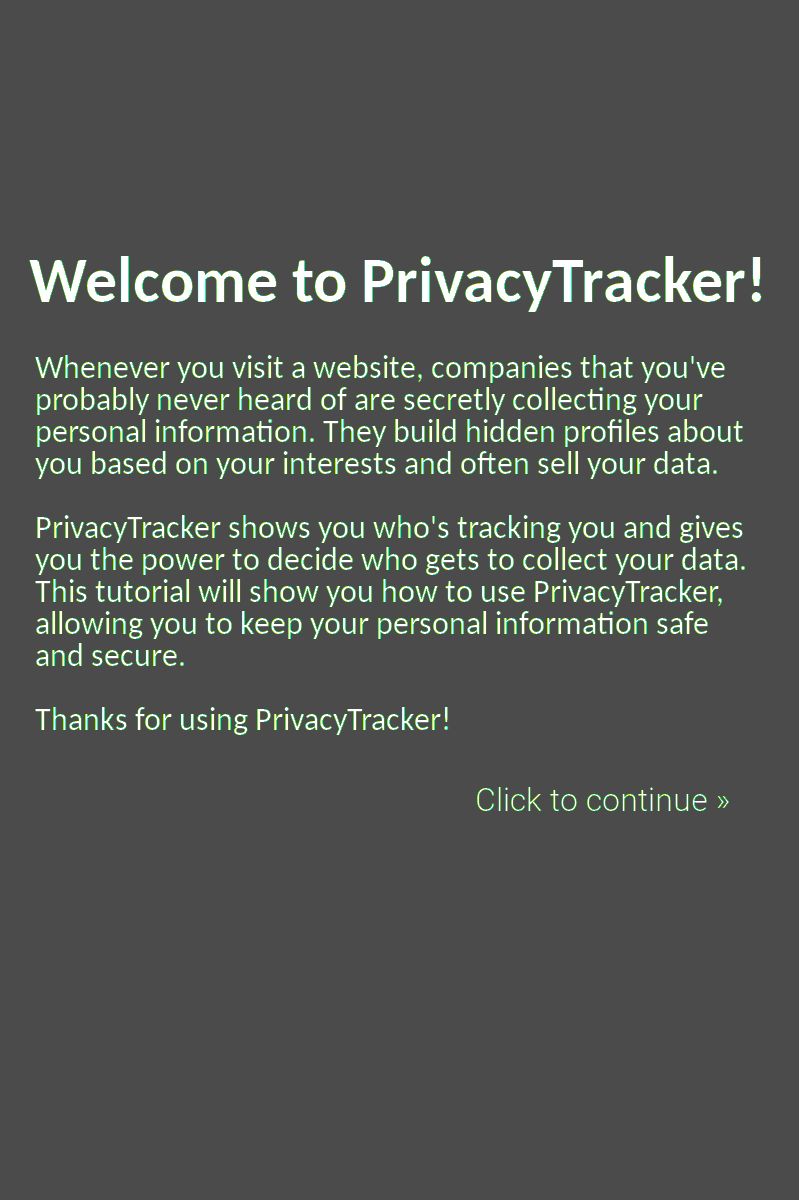 Welcome to PrivacyTracker!
Whenever you visit a website, companies that you've
probably never heard of are secretly collecting your
personal information. They build hidden profiles about
you based on your interests and often sell your data.
PrivacyTracker shows you who's tracking you and gives
you the power to decide who gets to collect your data.
This tutorial will show you how to use PrivacyTracker,
allowing you to keep your personal information safe
and secure.
Thanks for using PrivacyTracker!
Click to continue »